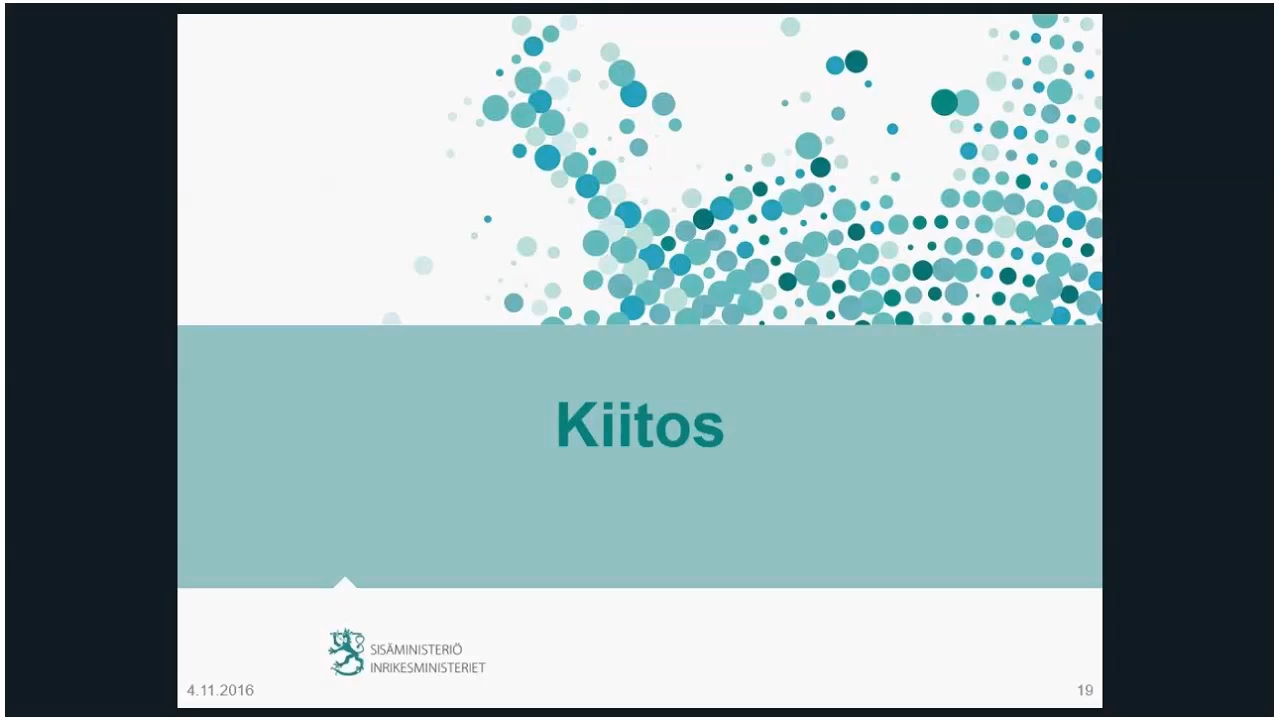 Kiitos
SISÄMINISTERIÖ
INRIKESMINISTERIET
4.11.2016
19